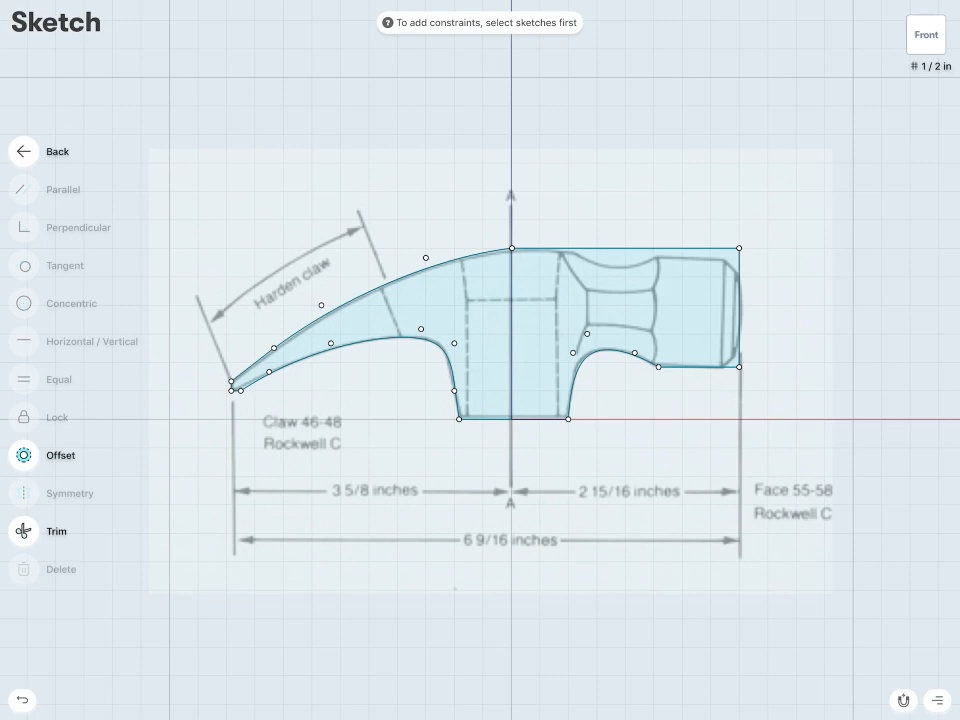 Sketch
To add constraints, select sketches first
Front
# 1 / 2 in
Back
Parallel
Perpendicular
Tangent
Concentric
Horizontal / Vertical
Equal
Lock
Offset
Symmetry
Trim
Delete
A
Harden claw
Claw 46-48
Rockwell C
3 5/8 inches
2 15/16 inches
Face 55-58
Rockwell C
A
6 9/16 inches